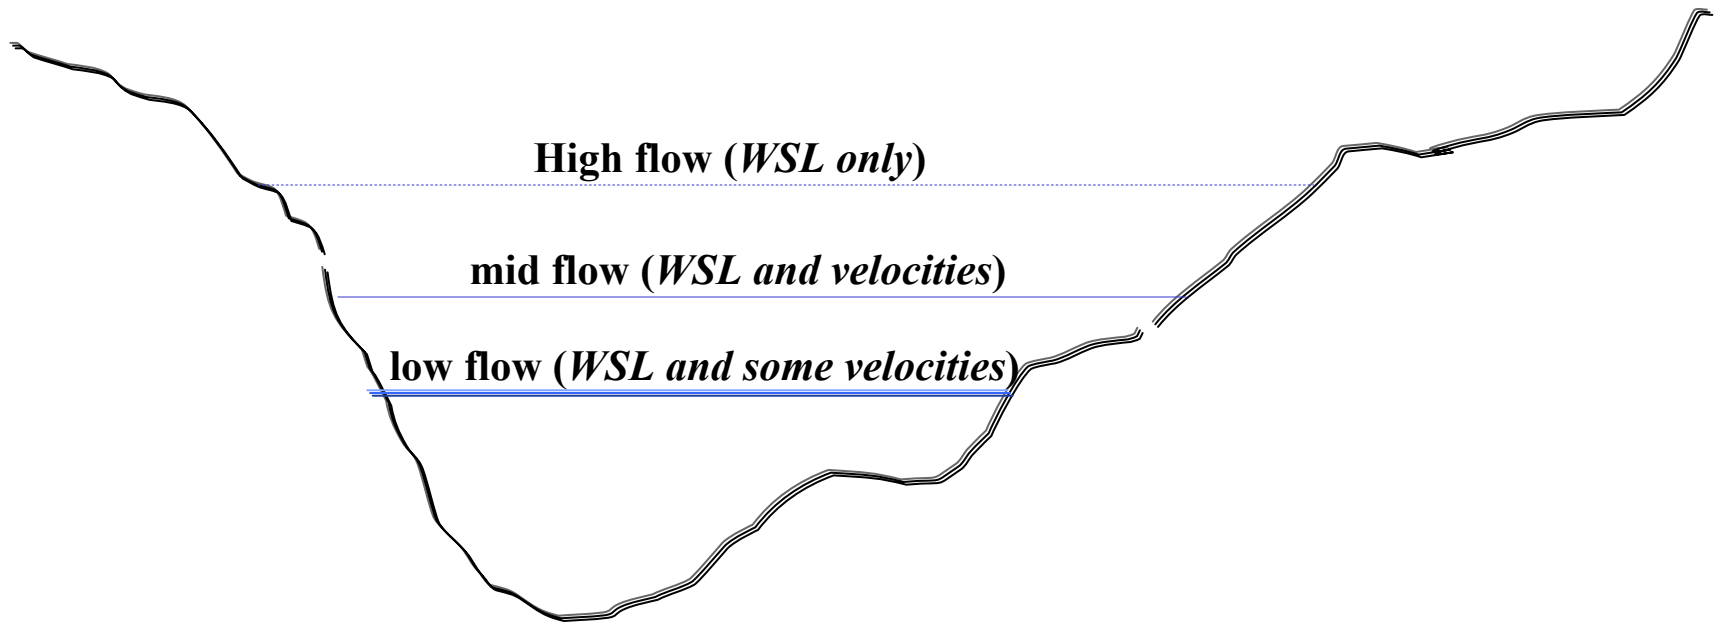 High flow (WSL only)
mid flow (WSL and velocities)
low flow (WSL and some velocities)